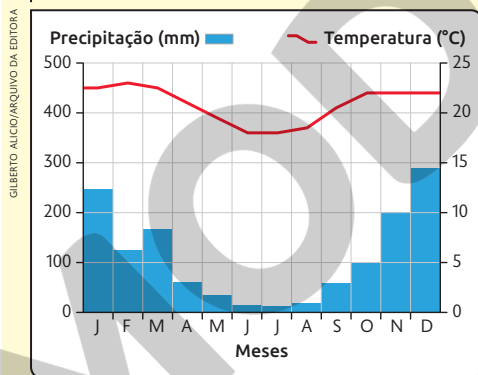 GILBERTO ALICIO/ARQUIVO DA EDITORA
Precipitação (mm) Temperatura (°C)
500 25
400 20
300 15
200 10
100 5
0 0
J F M A M J J A S O N D
Meses